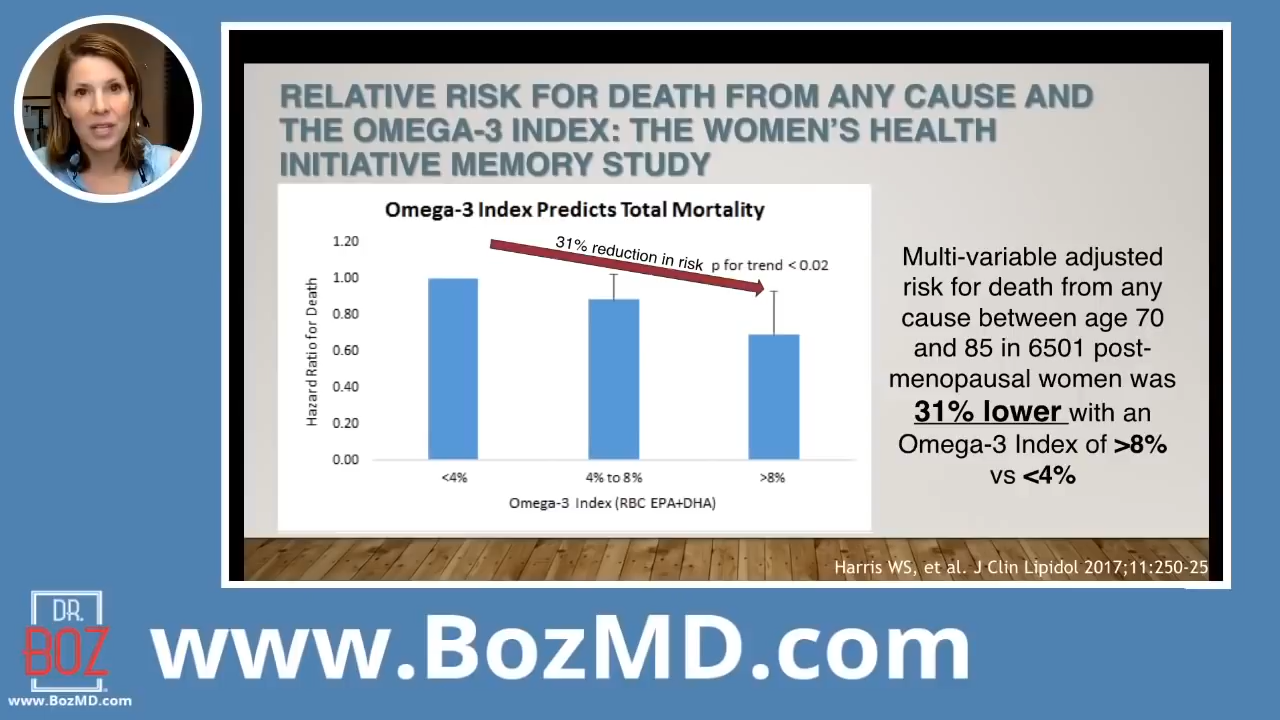 RELATIVE RISK FOR DEATH FROM ANY CAUSE AND
THE OMEGA-3 INDEX: THE WOMEN'S HEALTH
INITIATIVE MEMORY STUDY
Omega-3 Index Predicts Total Mortality
31% reduction in risk
p for trend < 0.02
1.20
1.00
0.80
0.60
0.40
0.20
0.00
Hazard Ratio for Death
<4%
4% to 8%
>8%
Omega-3 Index (RBC EPA+DHA)
Multi-variable adjusted
risk for death from any
cause between age 70
and 85 in 6501 post-
menopausal women was
31% lower with an
Omega-3 Index of >8%
vs <4%
Harris WS, et al. J Clin Lipidol 2017;11:250-25
DR.
BOZ
www.BozMD.com
www.BozMD.com